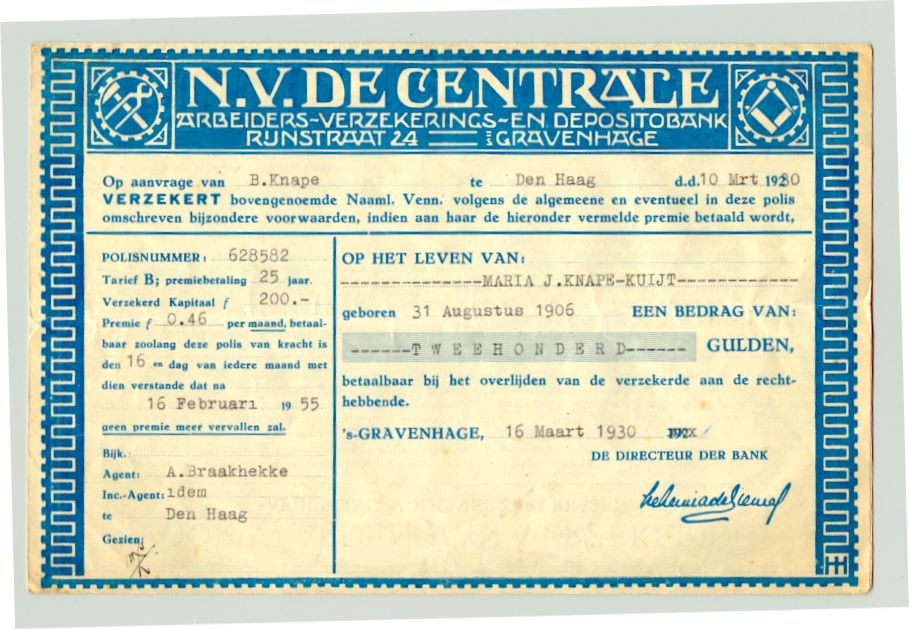 N.V. DE CENTRALE
ARBEIDERS-VERZEKERINGS- EN DEPOSITOBANK
RIJNSTRAAT 24 — 'S GRAVENHAGE
Op aanvrage van B.Knape te Den Haag d.d. 10 Mrt 1930
VERZEKERT bovengenoemde Naaml. Venn. volgens de algemeene en eventueel in deze polis
omschreven bijzondere voorwaarden, indien aan haar de hieronder vermelde premie betaald wordt,
POLISNUMMER: 628582
Tarief B; premiebetaling 25 jaar.
Verzekerd Kapitaal f 200.-
Premie f 0.46 per maand, betaal-
baar zoolang deze polis van kracht is
den 16 en dag van iedere maand met
dien verstande dat na
16 Februari 1955
geen premie meer vervallen zal.
Bijk.:
Agent: A.Braakhekke
Inc.-Agent: idem
te Den Haag
Gezien:
OP HET LEVEN VAN:
--------------MARIA J.KNAPE-KUIJT------------
geboren 31 Augustus 1906 EEN BEDRAG VAN:
------TWEEHONDERD------ GULDEN,
betaalbaar bij het overlijden van de verzekerde aan de recht-
hebbende.
's-GRAVENHAGE, 16 Maart 1930
DE DIRECTEUR DER BANK